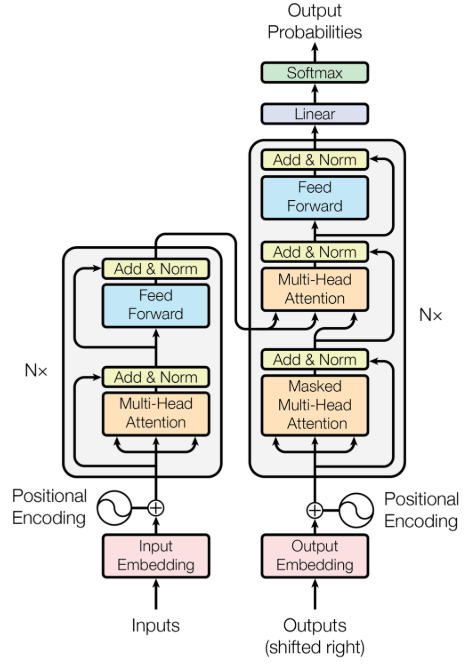 Output
Probabilities
Softmax
Linear
Add & Norm
Feed
Forward
Add & Norm
Multi-Head
Attention
Add & Norm
Masked
Multi-Head
Attention
N×
Add & Norm
Feed
Forward
Add & Norm
Multi-Head
Attention
N×
Positional
Encoding
Positional
Encoding
Input
Embedding
Output
Embedding
Inputs
Outputs
(shifted right)